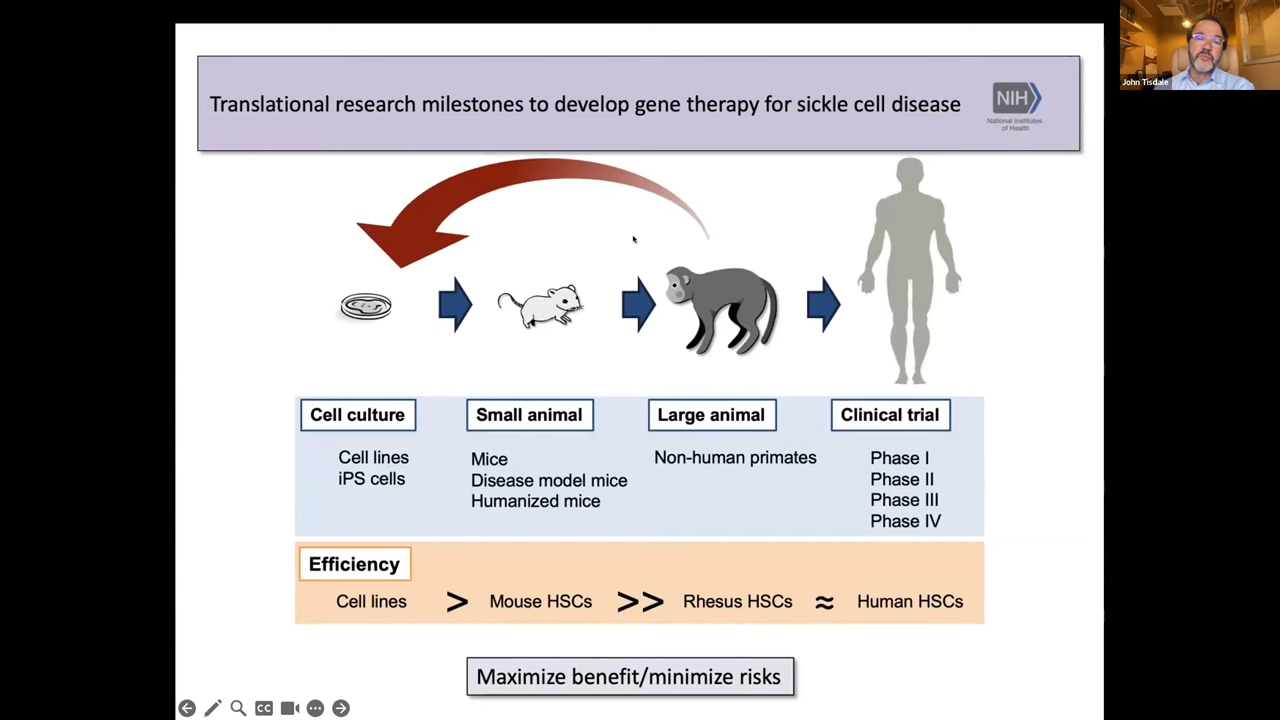 John Tisdale
Translational research milestones to develop gene therapy for sickle cell disease
NIH
National Institutes
of Health
Cell culture
Cell lines
iPS cells
Small animal
Mice
Disease model mice
Humanized mice
Large animal
Non-human primates
Clinical trial
Phase I
Phase II
Phase III
Phase IV
Efficiency
Cell lines > Mouse HSCs >> Rhesus HSCs ≈ Human HSCs
Maximize benefit/minimize risks
CC